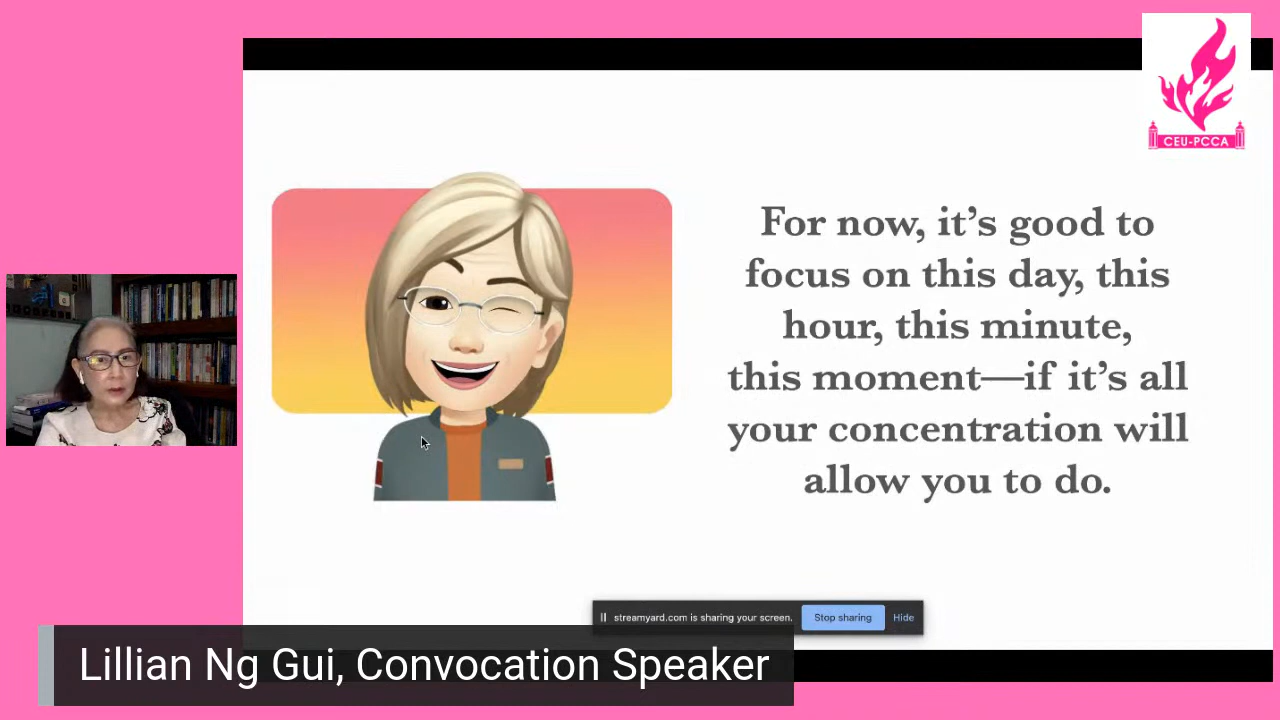 CEU-PCCA
For now, it’s good to
focus on this day, this
hour, this minute,
this moment—if it’s all
your concentration will
allow you to do.
streamyard.com is sharing your screen.
Stop sharing
Hide
Lillian Ng Gui, Convocation Speaker